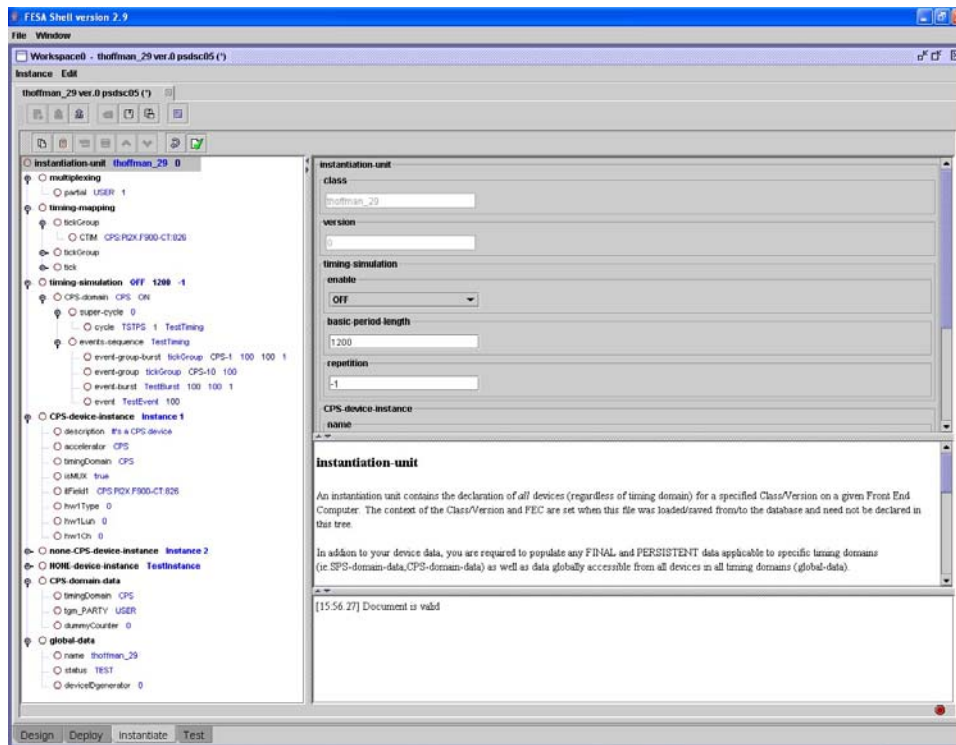 FESA Shell version 2.9
File Window
Workspace0 - thoffman_29 ver.0 psdsc05 (*)
Instance Edit
thoffman_29 ver.0 psdsc05 (*)
instantiation-unit thoffman_29 0
multiplexing
partial USER 1
timing-mapping
tickGroup
CTIM CPS:PI2X.F900-CT:826
tickGroup
tick
timing-simulation OFF 1200 -1
CPS-domain CPS ON
super-cycle 0
cycle TSTPS 1 TestTiming
events-sequence TestTiming
event-group-burst tickGroup CPS-1 100 100 1
event-group tickGroup CPS-10 100
event-burst TestBurst 100 100 1
event TestEvent 100
CPS-device-instance Instance 1
description It's a CPS device
accelerator CPS
timingDomain CPS
isMUX true
CPS:PI2X.F900-CT:826
hw1Type 0
hw1Lun 0
hw1Ch 0
none-CPS-device-instance Instance 2
NONE-device-instance TestInstance
CPS-domain-data
timingDomain CPS
tgm_PARTY USER
dummyCounter 0
global-data
name thoffman_29
status TEST
deviceIDgenerator 0
instantiation-unit
class
thoffman_29
version
0
timing-simulation
enable
OFF
basic-period-length
1200
repetition
-1
CPS-device-instance
name
instantiation-unit
An instantiation unit contains the declaration of all devices (regardless of timing domain) for a specified Class/Version on a given Front End
Computer. The context of the Class/Version and FEC are set when this file was loaded/saved from/to the database and need not be declared in
this tree.
In addion to your device data, you are required to populate any FINAL and PERSISTENT data applicable to specific timing domains
(ie.SPS-domain-data,CPS-domain-data) as well as data globally accessible from all devices in all timing domains (global-data).
[15:56:27] Document is valid
Design Deploy Instantiate Test